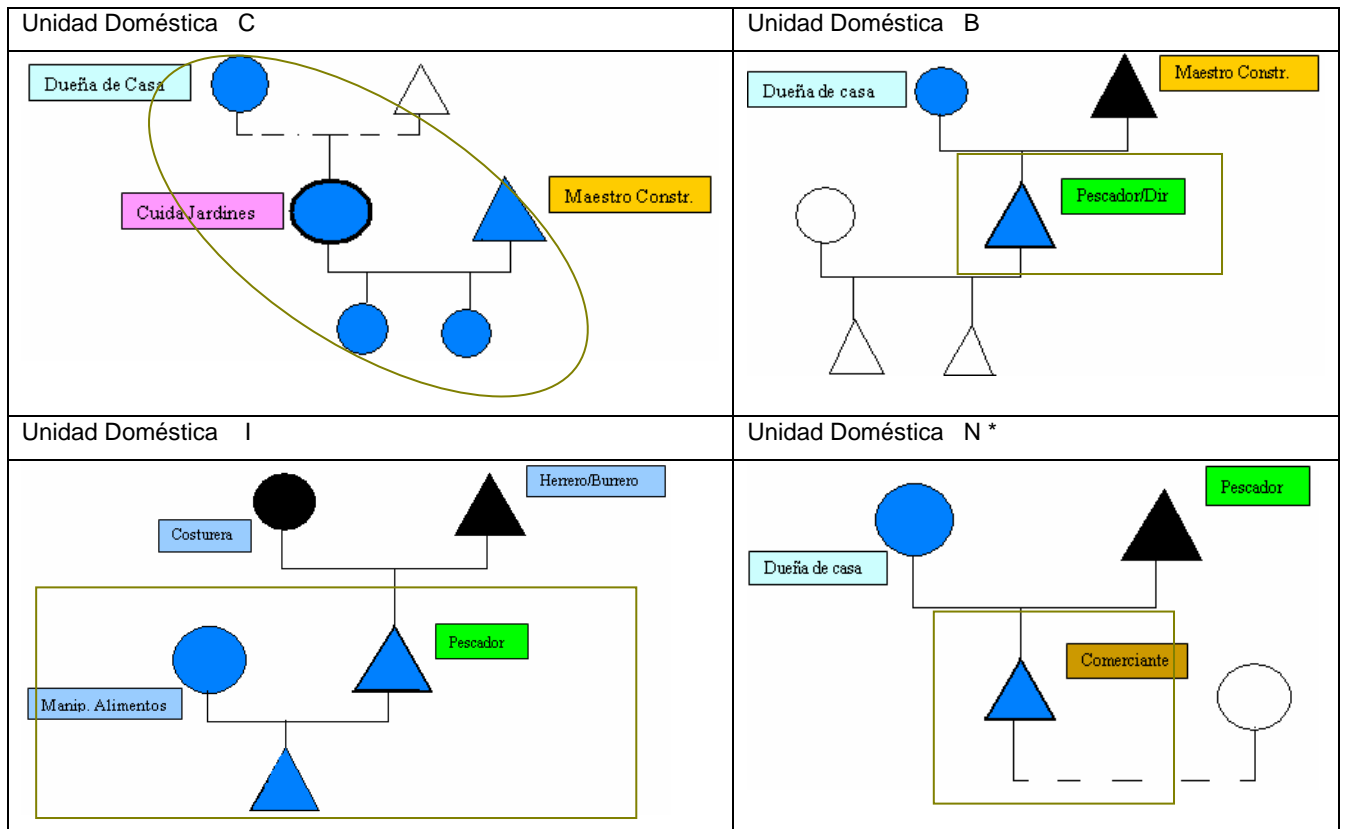 Unidad Doméstica C
Unidad Doméstica B
Dueña de Casa
Cuida Jardines
Maestro Constr.
Dueña de casa
Maestro Constr.
Pescador/Dir
Unidad Doméstica I
Unidad Doméstica N *
Herrero/Burrero
Costurera
Pescador
Manip. Alimentos
Pescador
Dueña de casa
Comerciante